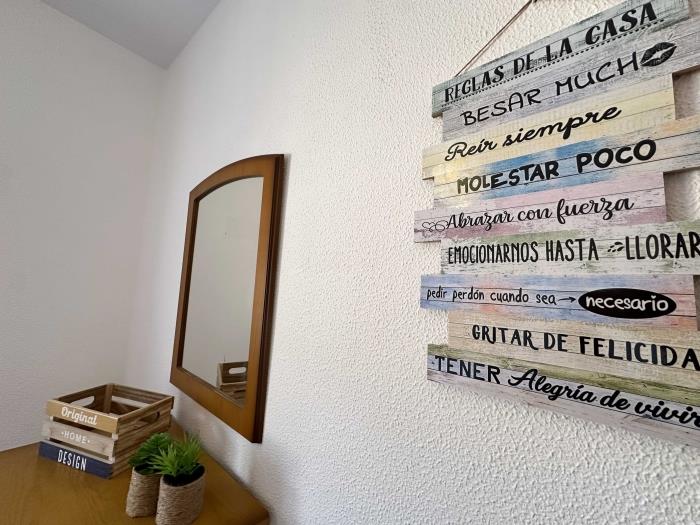 REGLAS DE LA CASA
BESAR MUCHO
Reír siempre
MOLESTAR POCO
Abrazar con fuerza
EMOCIONARNOS HASTA LLORAR
pedir perdón cuando sea → necesario
GRITAR DE FELICIDA
TENER Alegría de vivir
Original
HOME
DESIGN